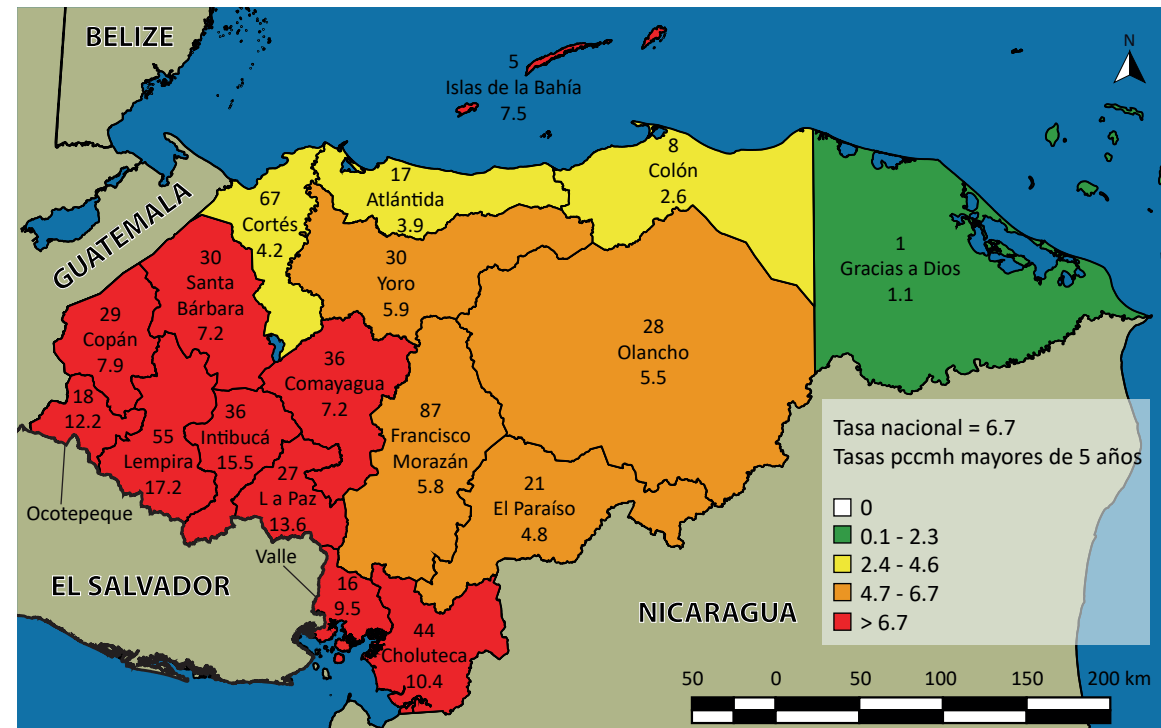 BELIZE
N
5
Islas de la Bahía
7.5
8
Colón
2.6
17
Atlántida
3.9
67
Cortés
4.2
GUATEMALA
1
Gracias a Dios
1.1
30
Santa
Bárbara
7.2
30
Yoro
5.9
29
Copán
7.9
28
Olancho
5.5
36
Comayagua
7.2
18
12.2
36
Intibucá
15.5
87
Francisco
Morazán
5.8
55
Lempira
17.2
27
L a Paz
13.6
21
El Paraíso
4.8
Ocotepeque
Valle
EL SALVADOR
16
9.5
NICARAGUA
44
Choluteca
10.4
Tasa nacional = 6.7
Tasas pccmh mayores de 5 años
0
0.1 - 2.3
2.4 - 4.6
4.7 - 6.7
> 6.7
50 0 50 100 150 200 km